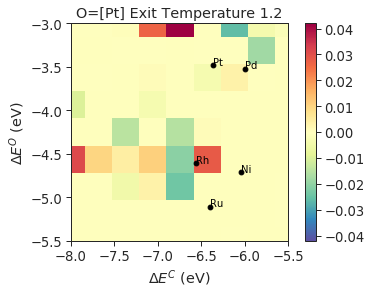 O=[Pt] Exit Temperature 1.2
−3.0
−3.5
−4.0
−4.5
−5.0
−5.5
ΔE^O (eV)
Pt
Pd
Rh
Ni
Ru
−8.0 −7.5 −7.0 −6.5 −6.0 −5.5
ΔE^C (eV)
0.04
0.03
0.02
0.01
0.00
−0.01
−0.02
−0.03
−0.04